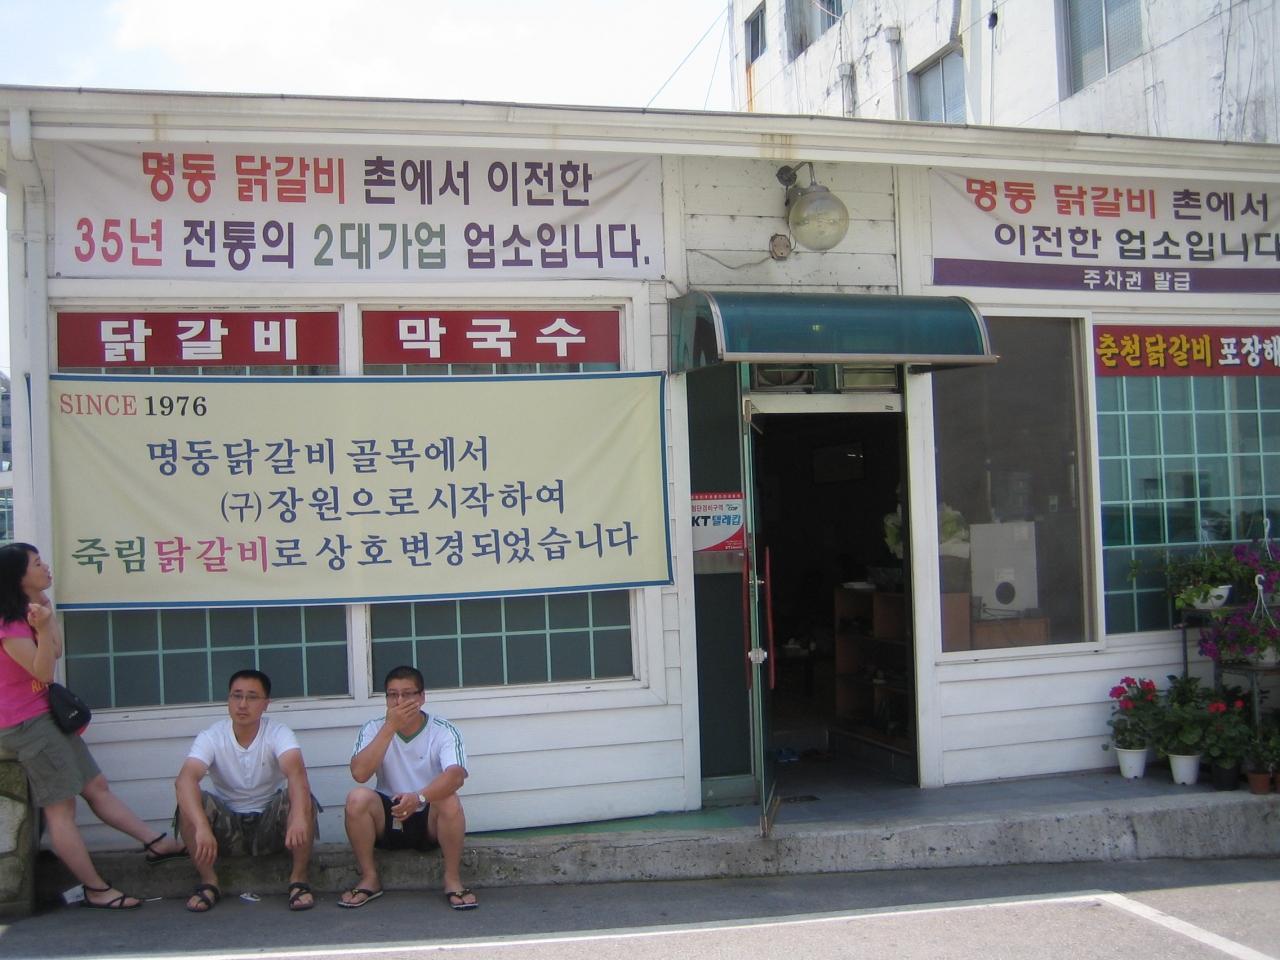 명동 닭갈비 촌에서 이전한
35년 전통의 2대가업 업소입니다.
명동 닭갈비 촌에서
이전한 업소입니다
주차권 발급
닭갈비
막국수
춘천닭갈비 포장해
SINCE 1976
명동닭갈비 골목에서
(구)장원으로 시작하여
죽림닭갈비로 상호변경되었습니다
KT텔레캅